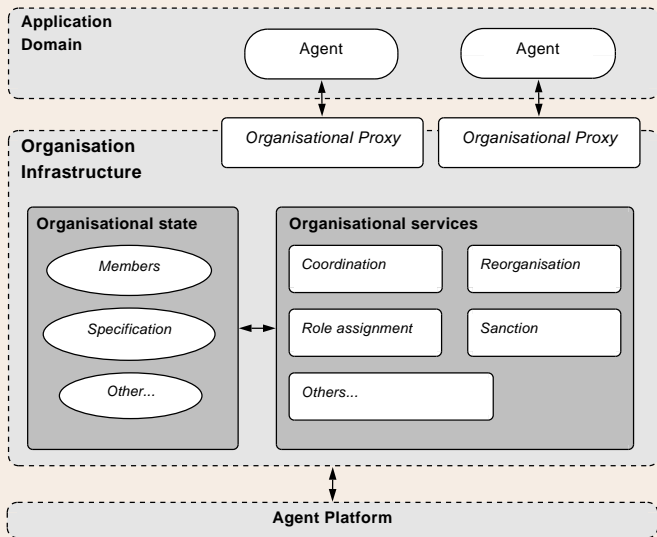 Application
Domain
Agent
Agent
Organisational Proxy
Organisational Proxy
Organisation
Infrastructure
Organisational state
Members
Specification
Other...
Organisational services
Coordination
Reorganisation
Role assignment
Sanction
Others...
Agent Platform